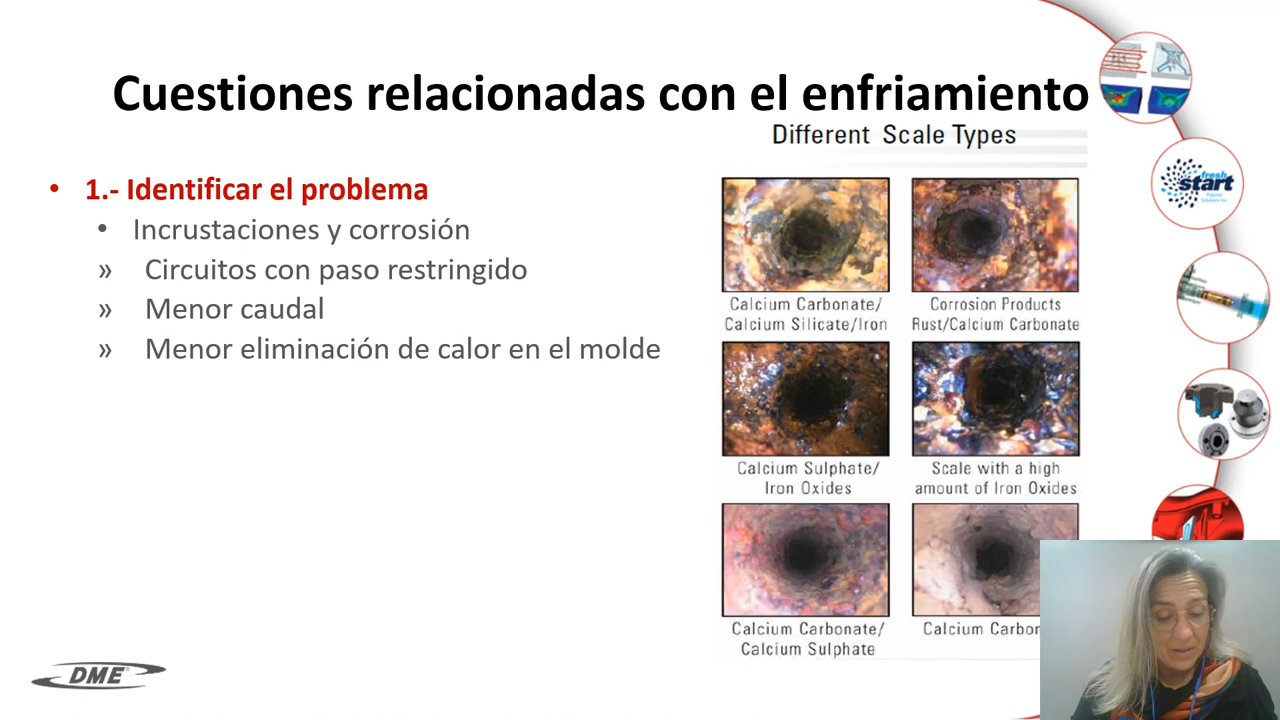 Cuestiones relacionadas con el enfriamiento
Different Scale Types
• 1.- Identificar el problema
• Incrustaciones y corrosión
» Circuitos con paso restringido
» Menor caudal
» Menor eliminación de calor en el molde
Calcium Carbonate/
Calcium Silicate/Iron
Corrosion Products
Rust/Calcium Carbonate
Calcium Sulphate/
Iron Oxides
Scale with a high
amount of Iron Oxides
Calcium Carbonate/
Calcium Sulphate
Calcium Carbon
fresh
start
DME